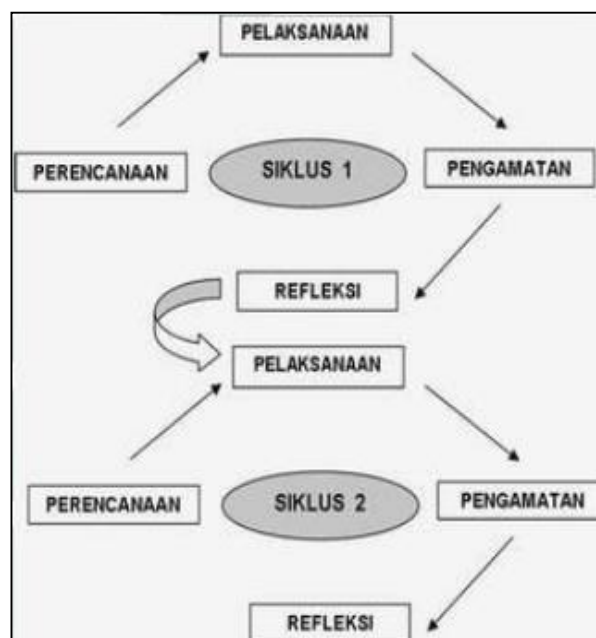 PELAKSANAAN
PERENCANAAN
SIKLUS 1
PENGAMATAN
REFLEKSI
PELAKSANAAN
PERENCANAAN
SIKLUS 2
PENGAMATAN
REFLEKSI